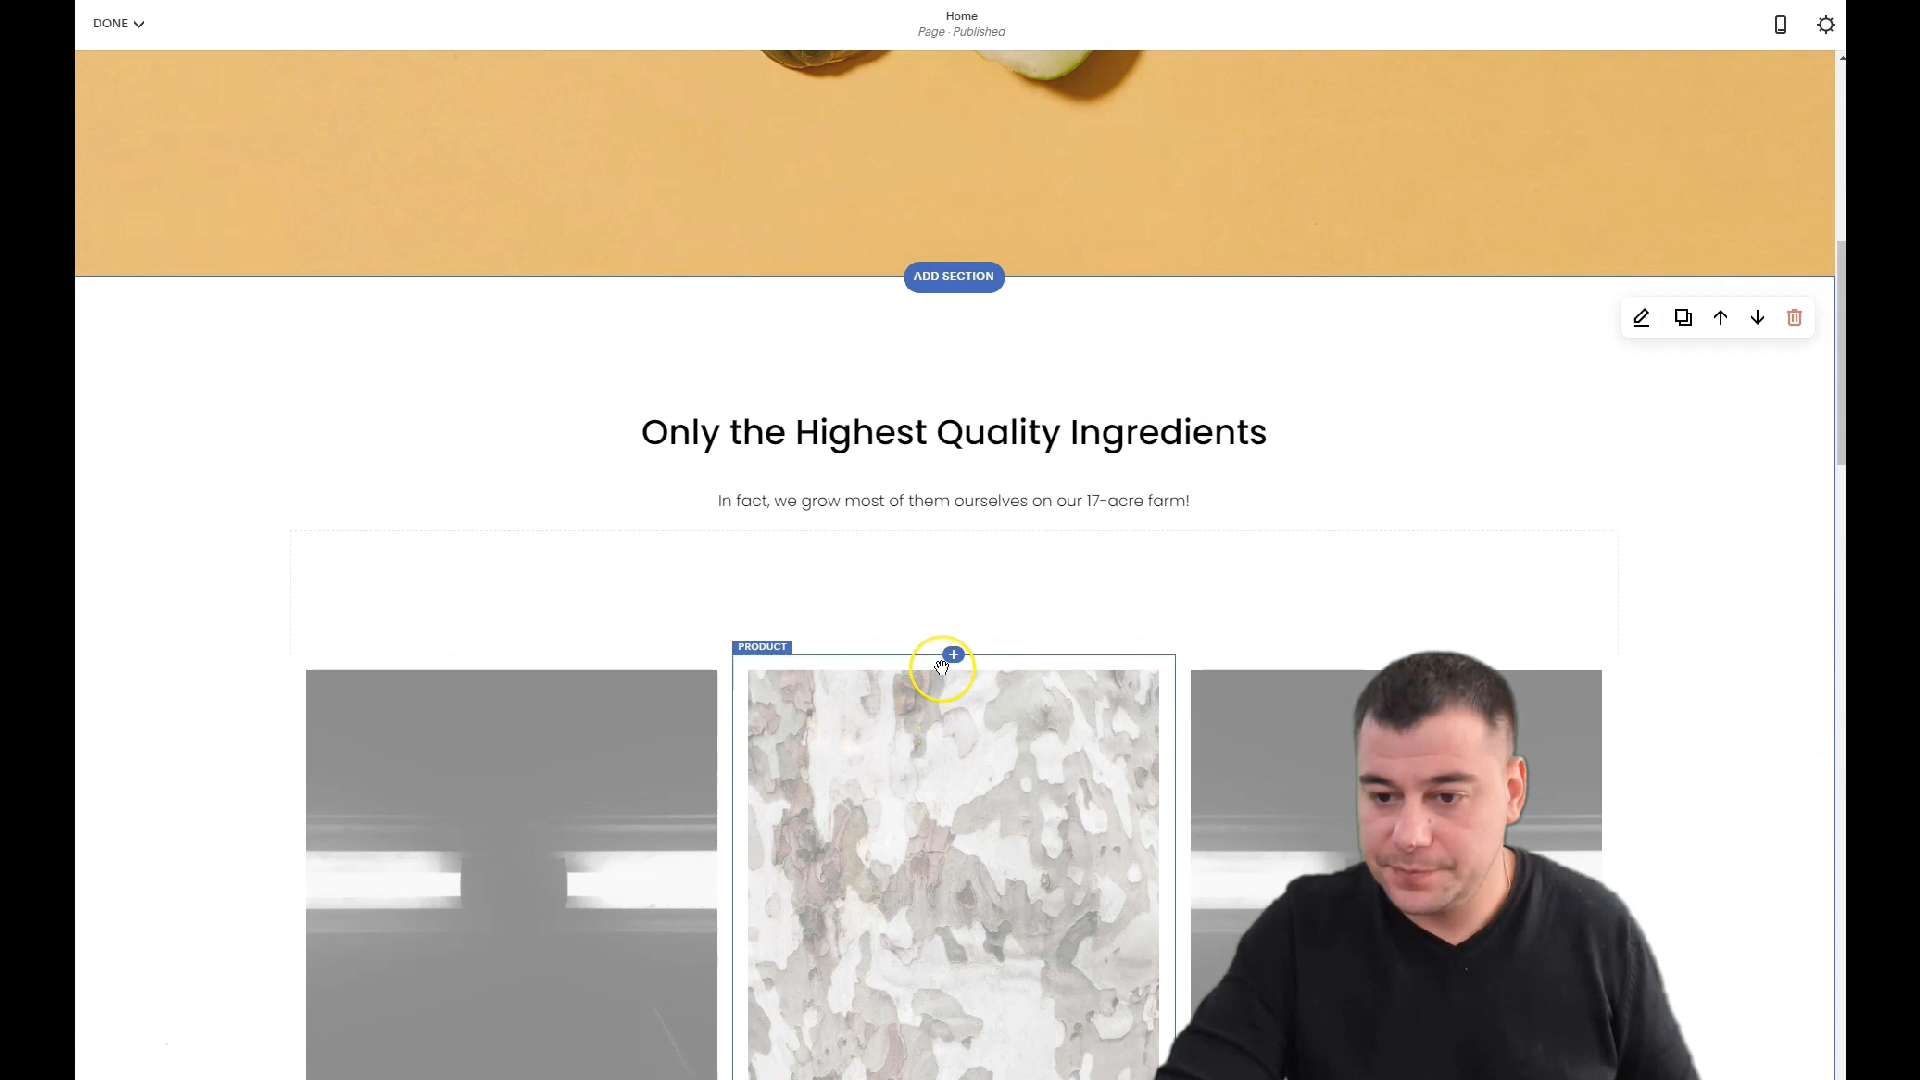 DONE
Home
Page · Published
ADD SECTION
Only the Highest Quality Ingredients
In fact, we grow most of them ourselves on our 17-acre farm!
PRODUCT